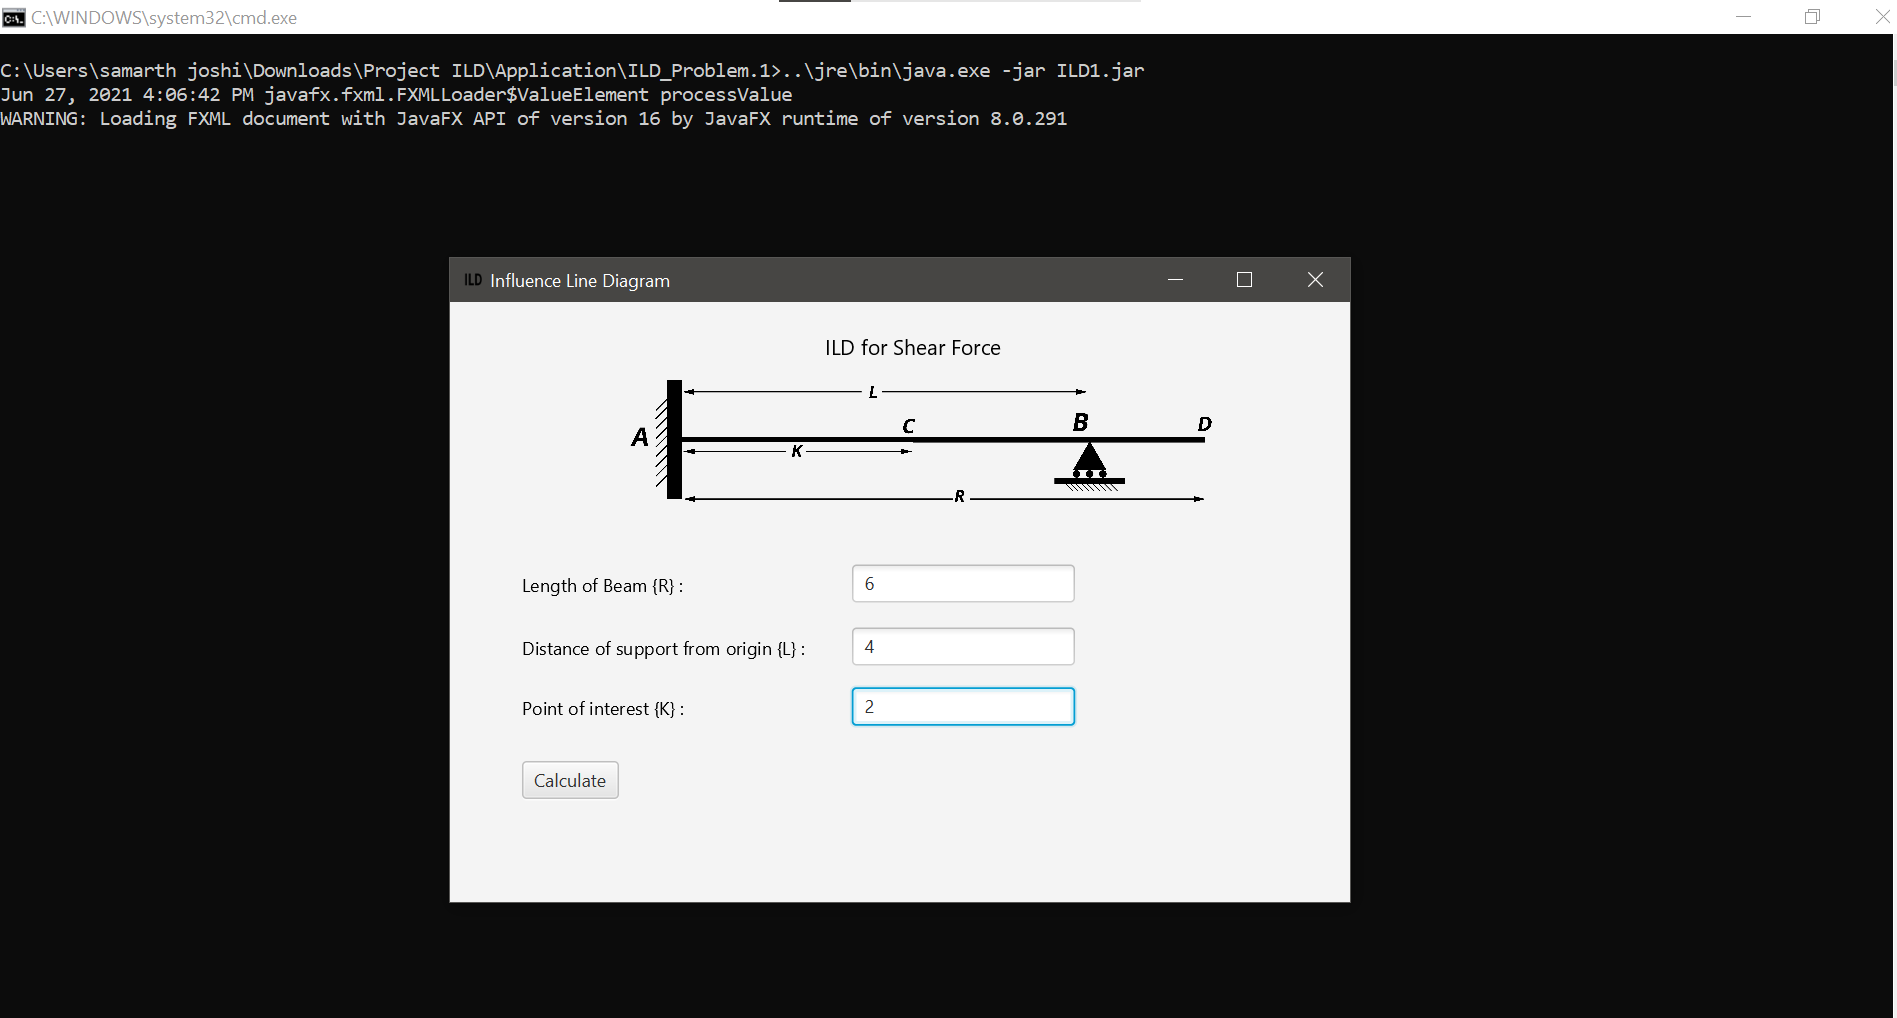 C:\WINDOWS\system32\cmd.exe
C:\Users\samarth joshi\Downloads\Project ILD\Application\ILD_Problem.1>..\jre\bin\java.exe -jar ILD1.jar
Jun 27, 2021 4:06:42 PM javafx.fxml.FXMLLoader$ValueElement processValue
WARNING: Loading FXML document with JavaFX API of version 16 by JavaFX runtime of version 8.0.291
ILD Influence Line Diagram
ILD for Shear Force
L
A C B D
K
R
Length of Beam {R} : 6
Distance of support from origin {L} : 4
Point of interest {K} : 2
Calculate